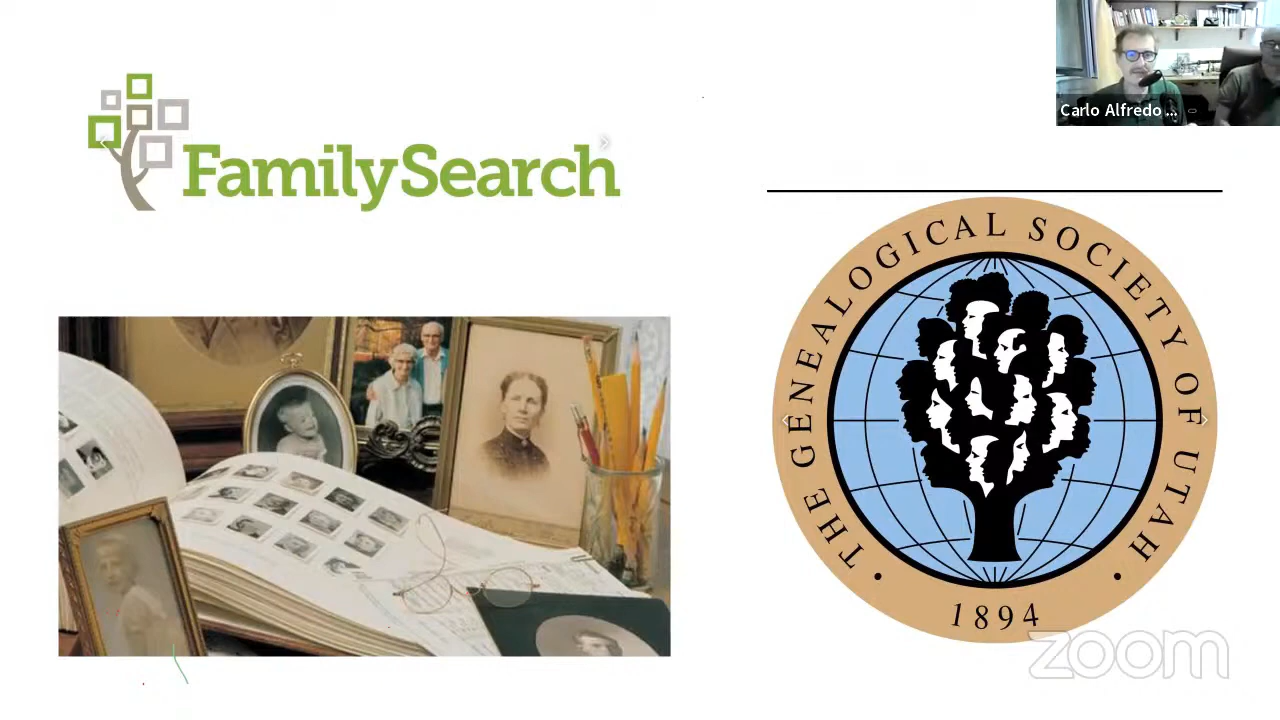 FamilySearch
Carlo Alfredo ...
THE GENEALOGICAL SOCIETY OF UTAH
1894
zoom